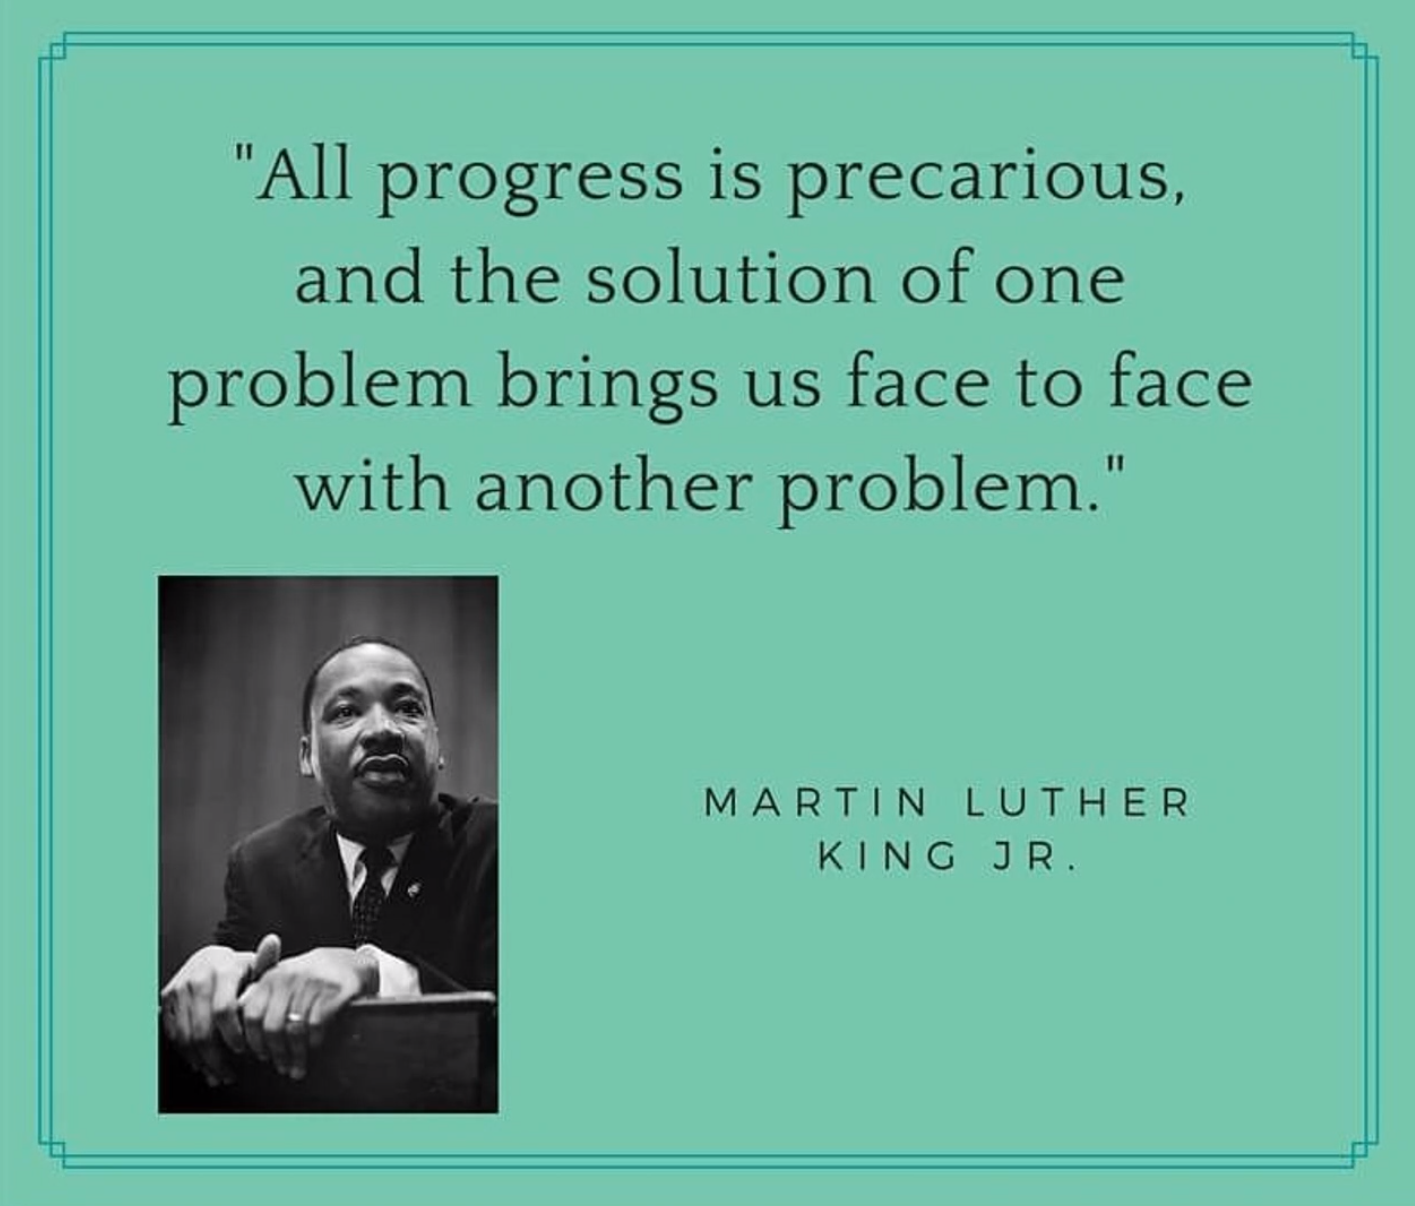 "All progress is precarious,
and the solution of one
problem brings us face to face
with another problem."
MARTIN LUTHER
KING JR.